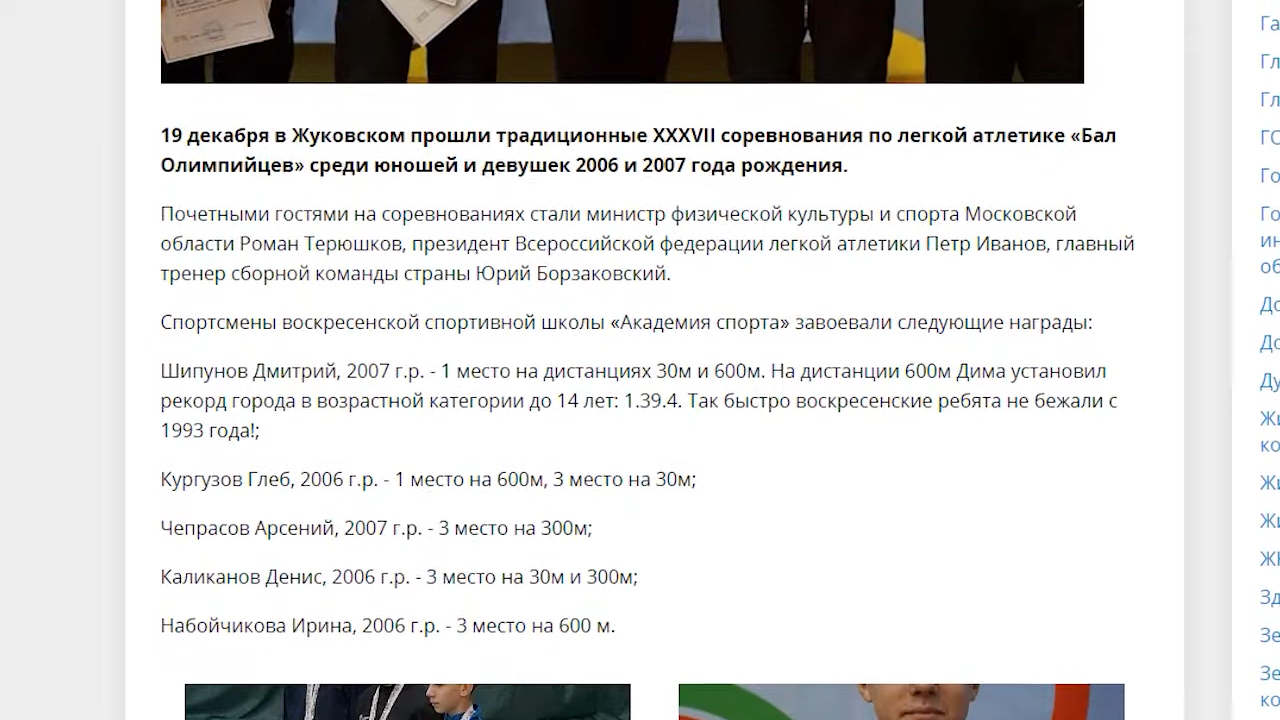 19 декабря в Жуковском прошли традиционные XXXVII соревнования по легкой атлетике «Бал
Олимпийцев» среди юношей и девушек 2006 и 2007 года рождения.
Почетными гостями на соревнованиях стали министр физической культуры и спорта Московской
области Роман Терюшков, президент Всероссийской федерации легкой атлетики Петр Иванов, главный
тренер сборной команды страны Юрий Борзаковский.
Спортсмены воскресенской спортивной школы «Академия спорта» завоевали следующие награды:
Шипунов Дмитрий, 2007 г.р. - 1 место на дистанциях 30м и 600м. На дистанции 600м Дима установил
рекорд города в возрастной категории до 14 лет: 1.39.4. Так быстро воскресенские ребята не бежали с
1993 года!;
Кургузов Глеб, 2006 г.р. - 1 место на 600м, 3 место на 30м;
Чепрасов Арсений, 2007 г.р. - 3 место на 300м;
Каликанов Денис, 2006 г.р. - 3 место на 30м и 300м;
Набойчикова Ирина, 2006 г.р. - 3 место на 600 м.